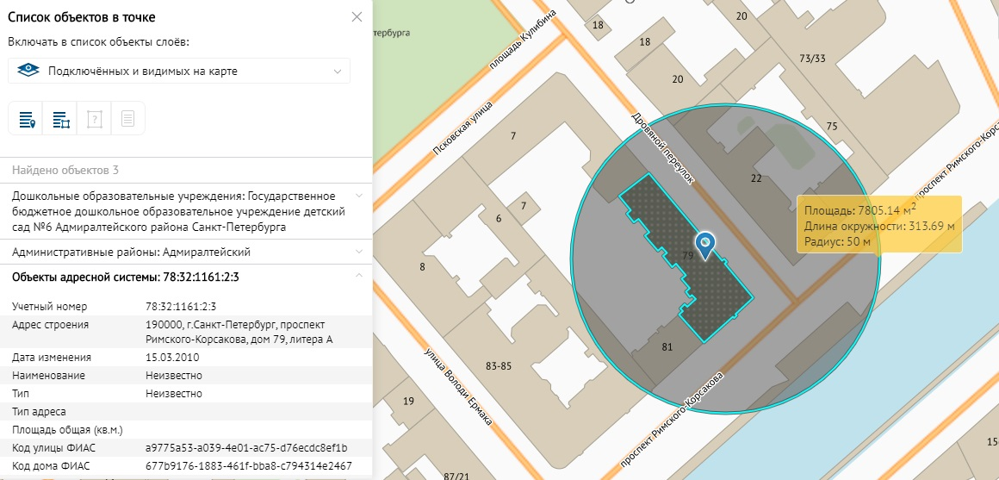 Список объектов в точке
Включать в список объекты слоёв:
Подключённых и видимых на карте
Найдено объектов 3
Дошкольные образовательные учреждения: Государственное
бюджетное дошкольное образовательное учреждение детский
сад №6 Адмиралтейского района Санкт-Петербурга
Административные районы: Адмиралтейский
Объекты адресной системы: 78:32:1161:2:3
Учетный номер 78:32:1161:2:3
Адрес строения 190000, г.Санкт-Петербург, проспект
Римского-Корсакова, дом 79, литера А
Дата изменения 15.03.2010
Наименование Неизвестно
Тип Неизвестно
Тип адреса
Площадь общая (кв.м.)
Код улицы ФИАС a9775a53-a039-4e01-ac75-d76ecdc8ef1b
Код дома ФИАС 677b9176-1883-461f-bba8-c794314e2467
тербурга
площадь Кулибина
18
18
20
20
73/33
75
Псковская улица
7
Дровяной переулок
проспект Римского-Корс
22
7
6
8
79
Площадь: 7805.14 м2
Длина окружности: 313.69 м
Радиус: 50 м
81
83-85
улица Володи Ермака
19
проспект Римского-Корсакова
87/21
15